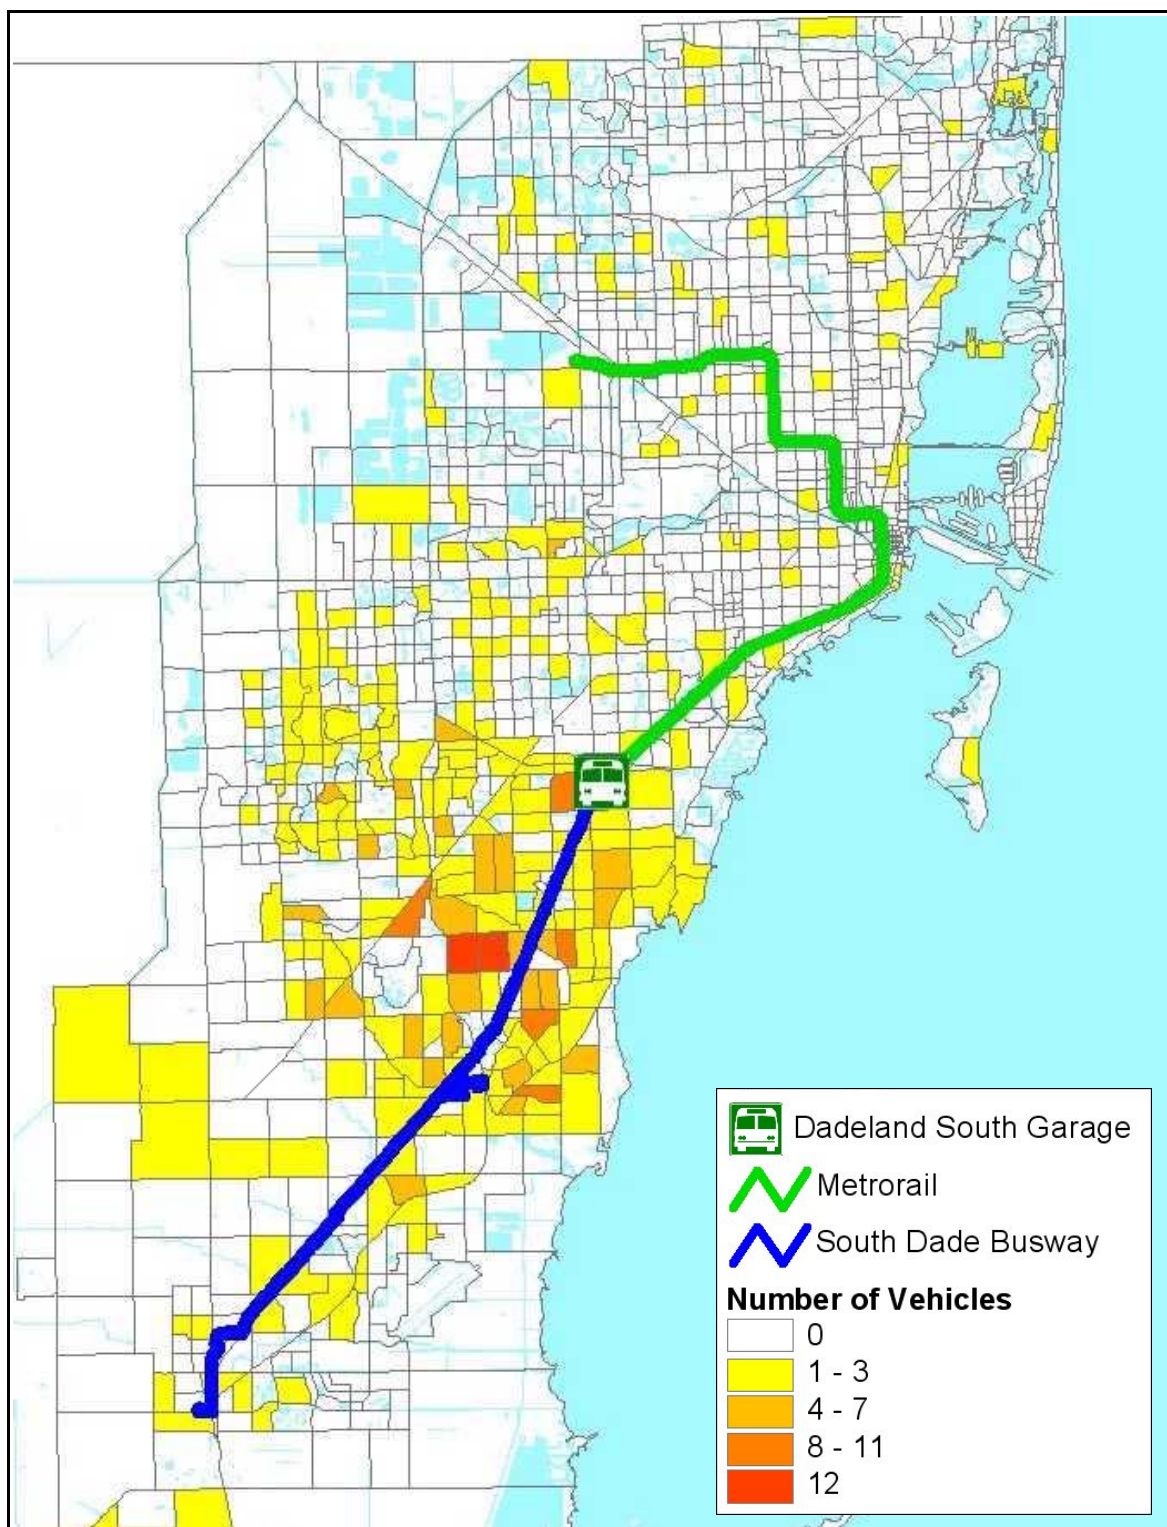 Dadeland South Garage
Metrorail
South Dade Busway
Number of Vehicles
0
1 - 3
4 - 7
8 - 11
12